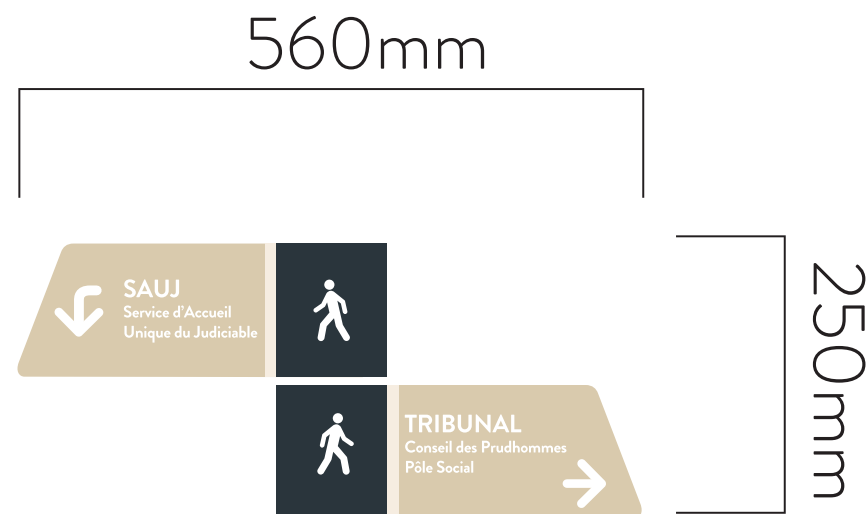 560mm
250mm
SAUJ
Service d'Accueil
Unique du Judiciable
TRIBUNAL
Conseil des Prudhommes
Pôle Social